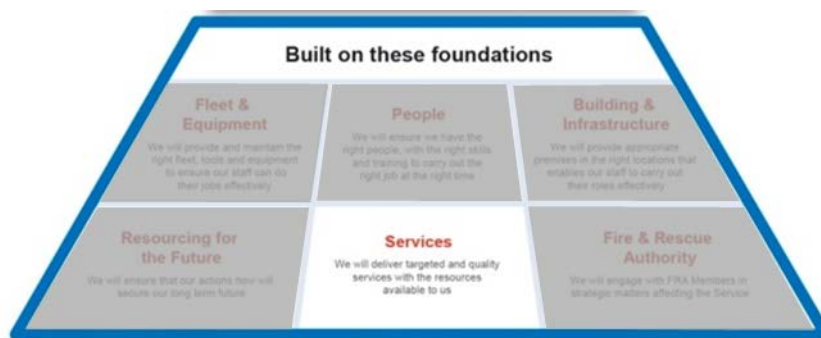 Built on these foundations
Fleet &
Equipment
We will provide and maintain the
right fleet, tools and equipment
to ensure our staff can do
their jobs effectively
People
We will ensure we have the
right people, with the right skills
and training to carry out the
right job at the right time
Building &
Infrastructure
We will provide appropriate
premises in the right locations that
enables our staff to carry out
their roles effectively
Resourcing for
the Future
We will ensure that our actions now will
secure our long term future
Services
We will deliver targeted and quality
services with the resources
available to us
Fire & Rescue
Authority
We will engage with FRA Members in
strategic matters affecting the Service